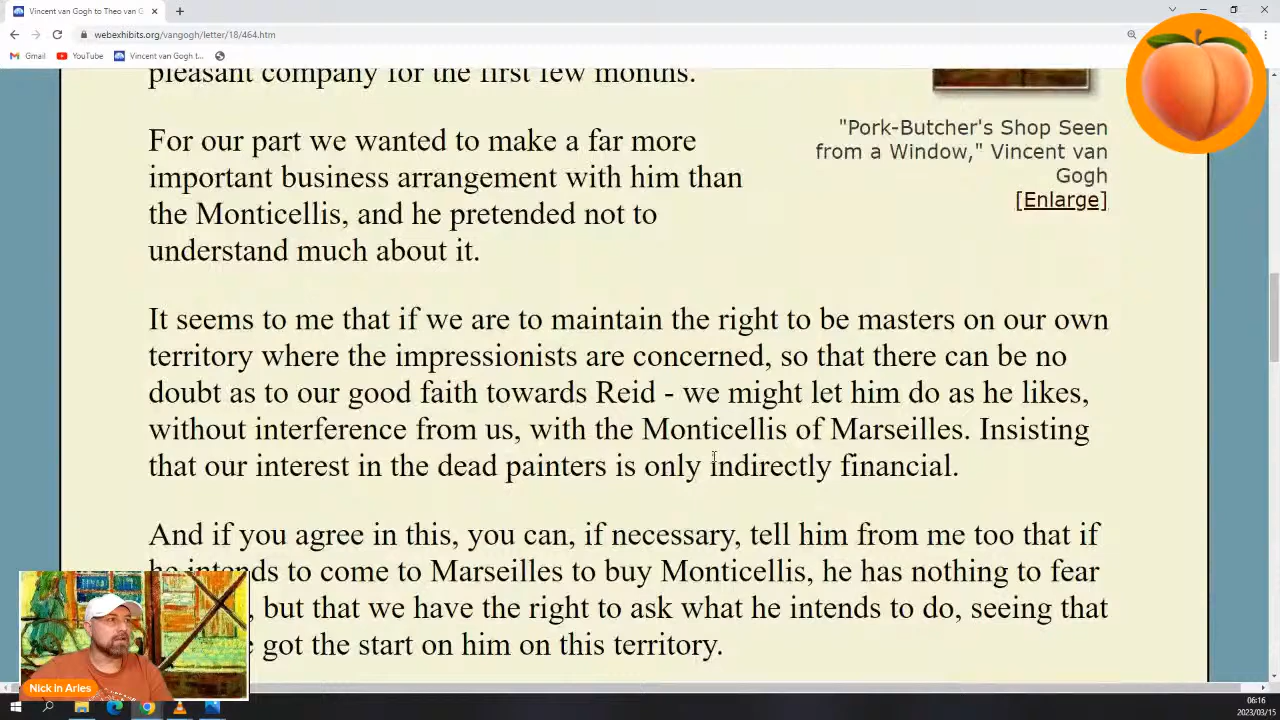 Vincent van Gogh to Theo van G
webexhibits.org/vangogh/letter/18/464.htm
Gmail
YouTube
Vincent van Gogh t...
pleasant company for the first few months.
"Pork-Butcher's Shop Seen
from a Window," Vincent van
Gogh
[Enlarge]
For our part we wanted to make a far more
important business arrangement with him than
the Monticellis, and he pretended not to
understand much about it.
It seems to me that if we are to maintain the right to be masters on our own
territory where the impressionists are concerned, so that there can be no
doubt as to our good faith towards Reid - we might let him do as he likes,
without interference from us, with the Monticellis of Marseilles. Insisting
that our interest in the dead painters is only indirectly financial.
And if you agree in this, you can, if necessary, tell him from me too that if
he intends to come to Marseilles to buy Monticellis, he has nothing to fear
, but that we have the right to ask what he intends to do, seeing that
got the start on him on this territory.
Nick in Arles
06:16
2023/03/15